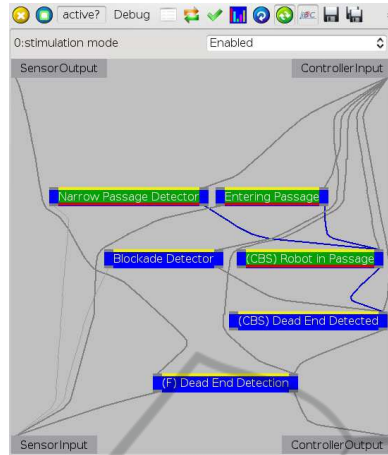 active? Debug
0:stimulation mode Enabled
SensorOutput ControllerInput
Narrow Passage Detector Entering Passage
Blockade Detector (CBS) Robot in Passage
(CBS) Dead End Detected
(F) Dead End Detection
SensorInput ControllerOutput